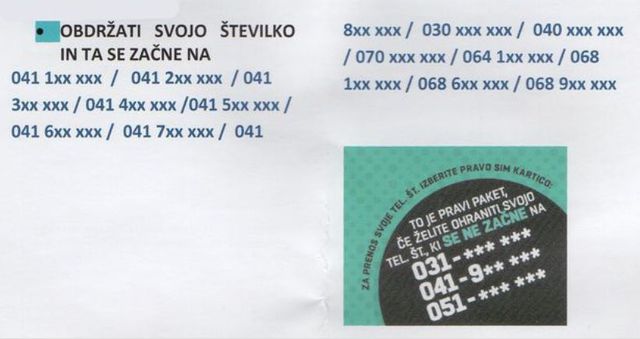 • OBDRŽATI SVOJO ŠTEVILKO
IN TA SE ZAČNE NA
041 1xx xxx / 041 2xx xxx / 041
3xx xxx / 041 4xx xxx /041 5xx xxx /
041 6xx xxx / 041 7xx xxx / 041
8xx xxx / 030 xxx xxx / 040 xxx xxx
/ 070 xxx xxx / 064 1xx xxx / 068
1xx xxx / 068 6xx xxx / 068 9xx xxx
ZA PRENOS SVOJE TEL. ŠT. IZBERITE PRAVO SIM KARTICO:
TO JE PRAVI PAKET,
ČE ŽELITE OHRANITI SVOJO
TEL. ŠT, KI SE NE ZAČNE NA
031-*** ***
041-9** ***
051-*** ***